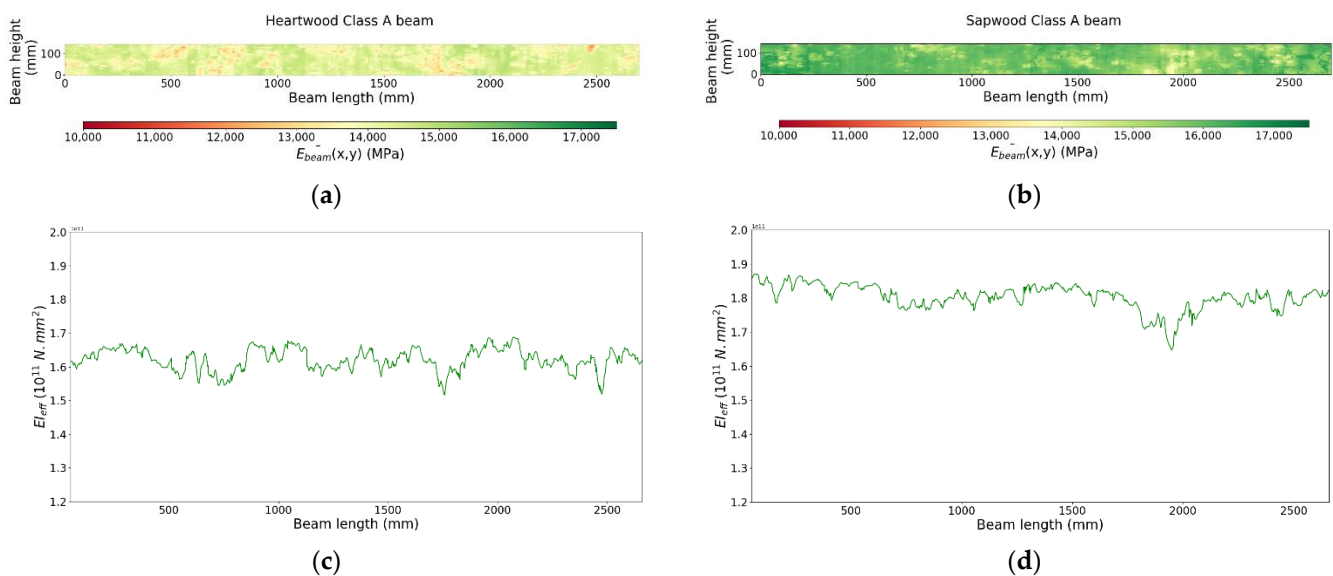 Heartwood Class A beam
Beam height
(mm)
100
0
0 500 1000 1500 2000 2500
Beam length (mm)
10,000 11,000 12,000 13,000 14,000 15,000 16,000 17,000
E_beam(x,y) (MPa)
(a)
Sapwood Class A beam
Beam height
(mm)
100
0
0 500 1000 1500 2000 2500
Beam length (mm)
10,000 11,000 12,000 13,000 14,000 15,000 16,000 17,000
E_beam(x,y) (MPa)
(b)
1e11
2.0
1.9
1.8
1.7
1.6
1.5
1.4
1.3
1.2
EI_eff (10^11 N.mm^2)
500 1000 1500 2000 2500
Beam length (mm)
(c)
1e11
2.0
1.9
1.8
1.7
1.6
1.5
1.4
1.3
1.2
EI_eff (10^11 N.mm^2)
500 1000 1500 2000 2500
Beam length (mm)
(d)